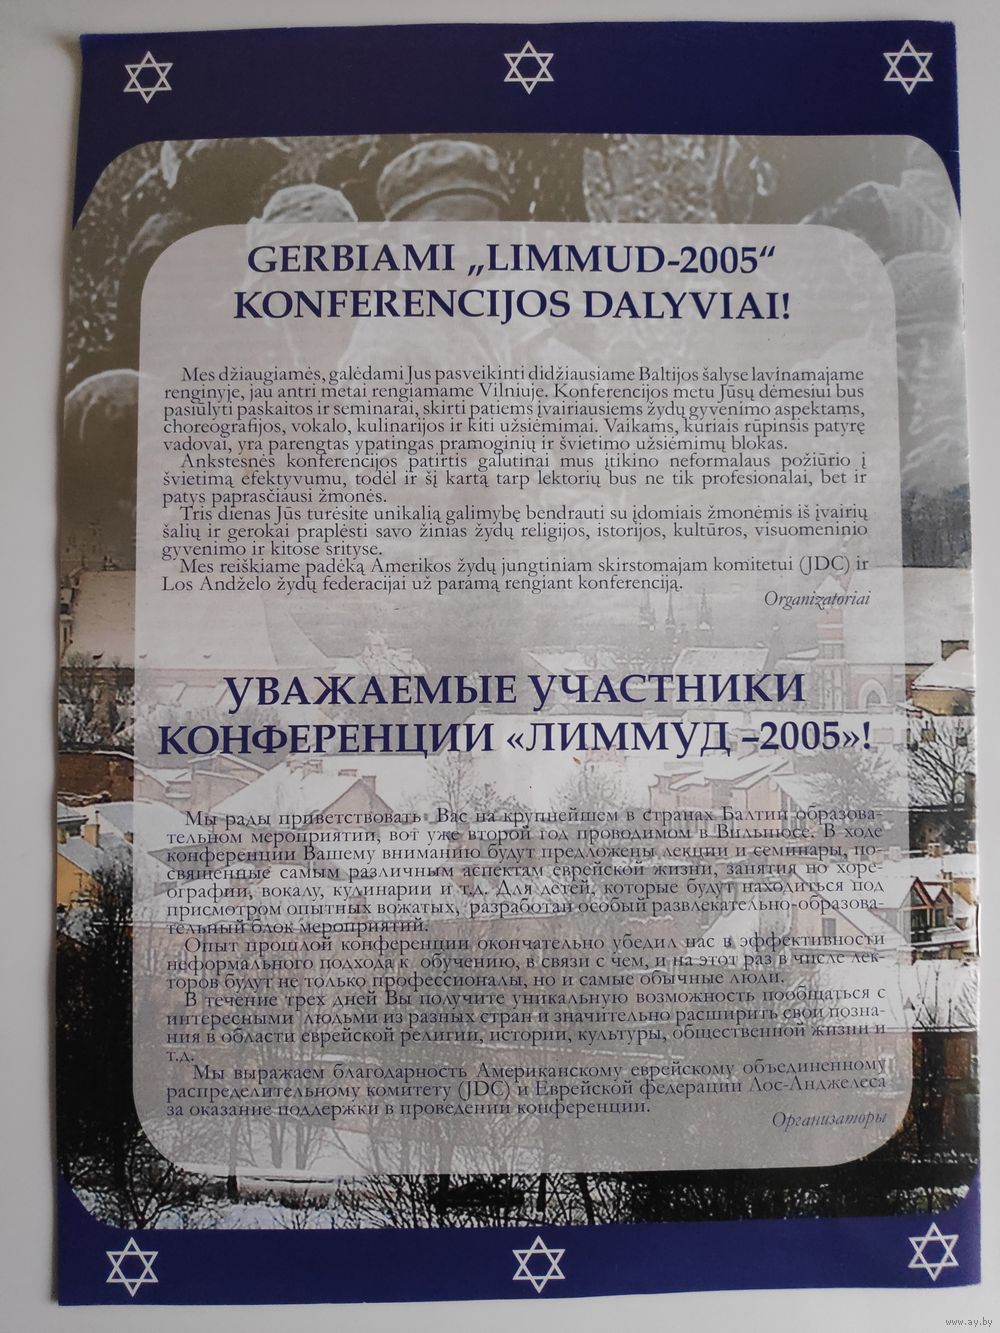 GERBIAMI „LIMMUD-2005“
KONFERENCIJOS DALYVIAI!
Mes džiaugiamės, galėdami Jus pasveikinti didžiausiame Baltijos šalyse lavinamajame
renginyje, jau antri metai rengiamame Vilniuje. Konferencijos metu Jūsų dėmesiui bus
pasiūlyti paskaitos ir seminarai, skirti patiems įvairiausiems žydų gyvenimo aspektams,
choreografijos, vokalo, kulinarijos ir kiti užsiėmimai. Vaikams, kuriais rūpinsis patyrę
vadovai, yra parengtas ypatingas pramoginių ir švietimo užsiėmimų blokas.
Ankstesnės konferencijos patirtis galutinai mus įtikino neformalaus požiūrio į
švietimą efektyvumu, todėl ir šį kartą tarp lektorių bus ne tik profesionalai, bet ir
patys paprasčiausi žmonės.
Tris dienas Jūs turėsite unikalią galimybę bendrauti su įdomiais žmonėmis iš įvairių
šalių ir gerokai praplėsti savo žinias žydų religijos, istorijos, kultūros, visuomeninio
gyvenimo ir kitose srityse.
Mes reiškiame padėką Amerikos žydų jungtiniam skirstomajam komitetui (JDC) ir
Los Andželo žydų federacijai už paramą rengiant konferenciją.
Organizatoriai
УВАЖАЕМЫЕ УЧАСТНИКИ
КОНФЕРЕНЦИИ «ЛИММУД –2005»!
Мы рады приветствовать Вас на крупнейшем в странах Балтии образова-
тельном мероприятии, вот уже второй год проводимом в Вильнюсе. В ходе
конференции Вашему вниманию будут предложены лекции и семинары, по-
священные самым различным аспектам еврейской жизни, занятия по хоре-
ографии, вокалу, кулинарии и т.д. Для детей, которые будут находиться под
присмотром опытных вожатых, разработан особый развлекательно-образова-
тельный блок мероприятий.
Опыт прошлой конференции окончательно убедил нас в эффективности
неформального подхода к обучению, в связи с чем, и на этот раз в числе лек-
торов будут не только профессионалы, но и самые обычные люди.
В течение трех дней Вы получите уникальную возможность пообщаться с
интересными людьми из разных стран и значительно расширить свои позна-
ния в области еврейской религии, истории, культуры, общественной жизни и
т.д.
Мы выражаем благодарность Американскому еврейскому объединенному
распределительному комитету (JDC) и Еврейской федерации Лос-Анджелеса
за оказание поддержки в проведении конференции.
Организаторы
www.ay.by